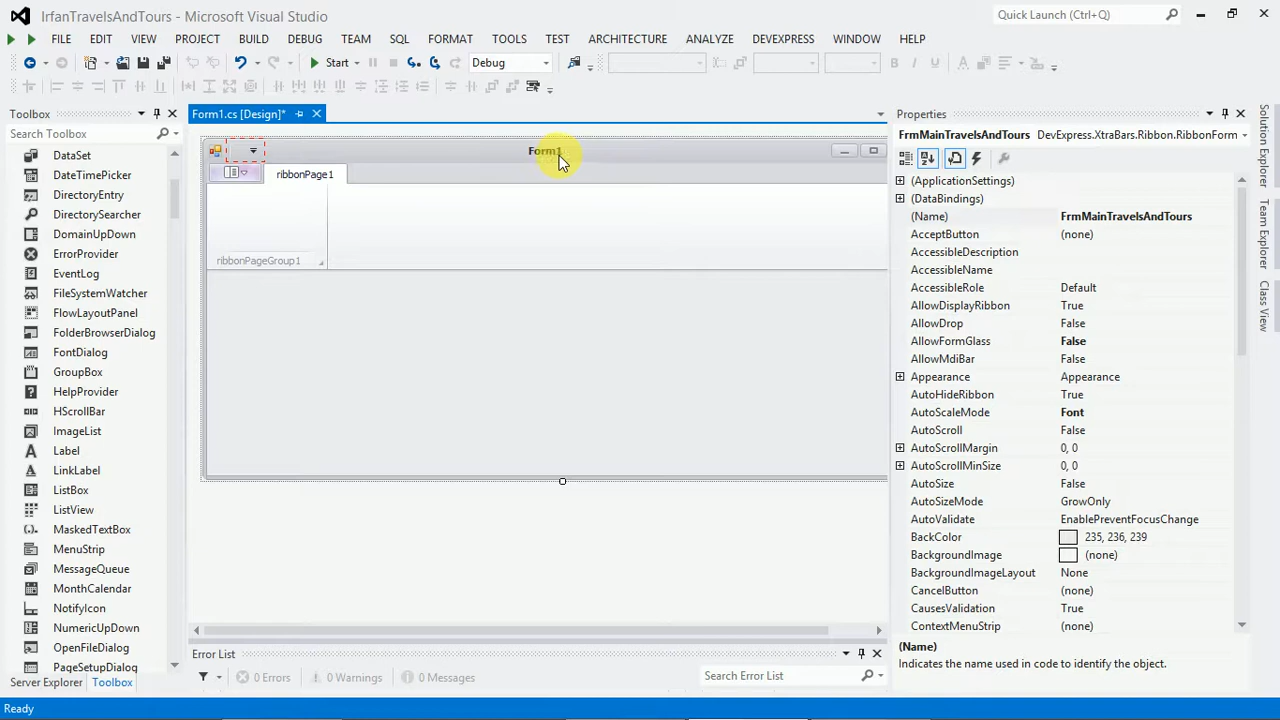 IrfanTravelsAndTours - Microsoft Visual Studio
Quick Launch (Ctrl+Q)
FILE EDIT VIEW PROJECT BUILD DEBUG TEAM SQL FORMAT TOOLS TEST ARCHITECTURE ANALYZE DEVEXPRESS WINDOW HELP
Start Debug
Toolbox
Search Toolbox
DataSet
DateTimePicker
DirectoryEntry
DirectorySearcher
DomainUpDown
ErrorProvider
EventLog
FileSystemWatcher
FlowLayoutPanel
FolderBrowserDialog
FontDialog
GroupBox
HelpProvider
HScrollBar
ImageList
Label
LinkLabel
ListBox
ListView
MaskedTextBox
MenuStrip
MessageQueue
MonthCalendar
NotifyIcon
NumericUpDown
OpenFileDialog
PageSetupDialog
Server Explorer Toolbox
Form1.cs [Design]*
Form1
ribbonPage1
ribbonPageGroup1
Error List
0 Errors 0 Warnings 0 Messages
Search Error List
Properties
FrmMainTravelsAndTours DevExpress.XtraBars.Ribbon.RibbonForm
(ApplicationSettings)
(DataBindings)
(Name) FrmMainTravelsAndTours
AcceptButton (none)
AccessibleDescription
AccessibleName
AccessibleRole Default
AllowDisplayRibbon True
AllowDrop False
AllowFormGlass False
AllowMdiBar False
Appearance Appearance
AutoHideRibbon True
AutoScaleMode Font
AutoScroll False
AutoScrollMargin 0, 0
AutoScrollMinSize 0, 0
AutoSize False
AutoSizeMode GrowOnly
AutoValidate EnablePreventFocusChange
BackColor 235, 236, 239
BackgroundImage (none)
BackgroundImageLayout None
CancelButton (none)
CausesValidation True
ContextMenuStrip (none)
(Name)
Indicates the name used in code to identify the object.
Solution Explorer
Team Explorer
Class View
Ready